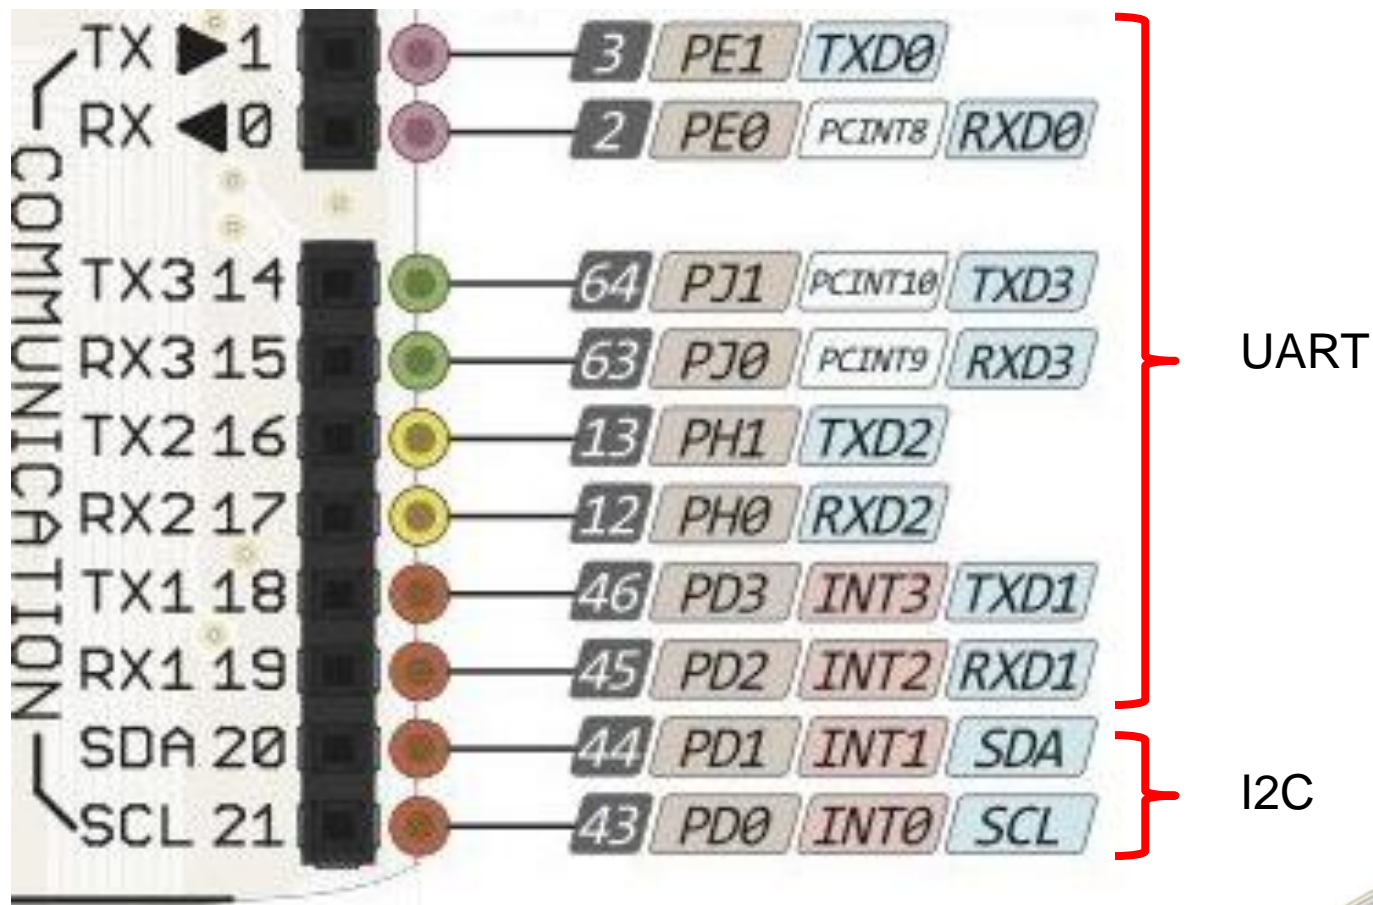 TX ▶ 1 3 PE1 TXD0
RX ◀ 0 2 PE0 PCINT8 RXD0
COMMUNICATION
TX3 14 64 PJ1 PCINT10 TXD3
RX3 15 63 PJ0 PCINT9 RXD3
UART
TX2 16 13 PH1 TXD2
RX2 17 12 PH0 RXD2
TX1 18 46 PD3 INT3 TXD1
RX1 19 45 PD2 INT2 RXD1
SDA 20 44 PD1 INT1 SDA
I2C
SCL 21 43 PD0 INT0 SCL